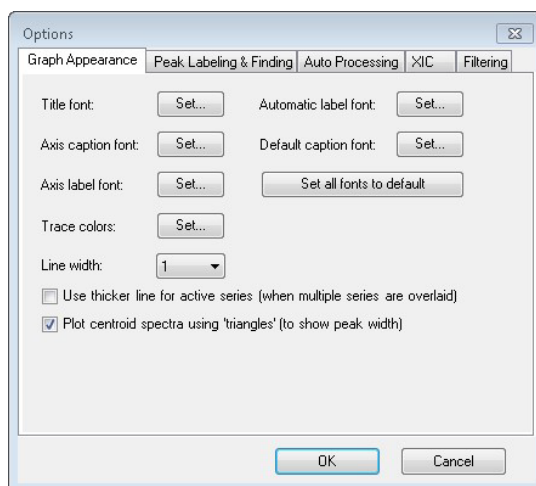 Options
Graph Appearance Peak Labeling & Finding Auto Processing XIC Filtering
Title font: Set... Automatic label font: Set...
Axis caption font: Set... Default caption font: Set...
Axis label font: Set... Set all fonts to default
Trace colors: Set...
Line width: 1
Use thicker line for active series (when multiple series are overlaid)
Plot centroid spectra using 'triangles' (to show peak width)
OK Cancel